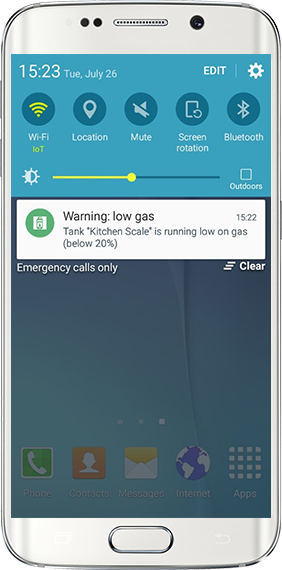 15:23 Tue, July 26 EDIT
Wi-Fi Location Mute Screen rotation Bluetooth
IoT
Outdoors
Warning: low gas 15:22
Tank "Kitchen Scale" is running low on gas
(below 20%)
Emergency calls only Clear
Phone Contacts Messages Internet Apps